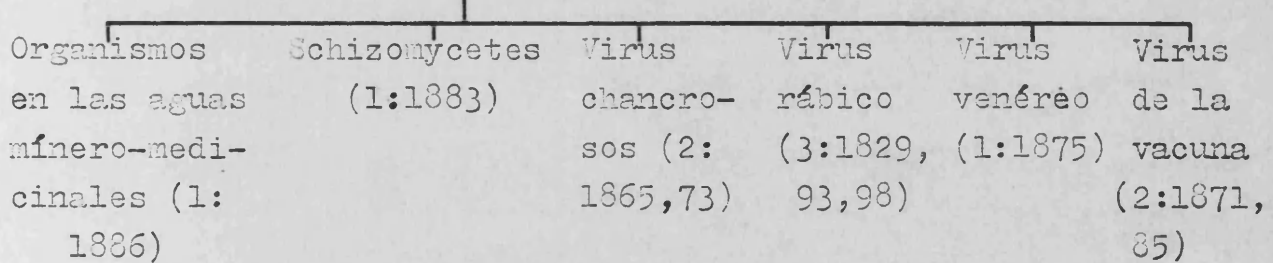 Organismos
en las aguas
mínero-medi-
cinales (1:
1886)
Schizomycetes
(1:1883)
Virus
chancro-
sos (2:
1865,73)
Virus
rábico
(3:1829,
93,98)
Virus
venéreo
(1:1875)
Virus
de la
vacuna
(2:1871,
85)